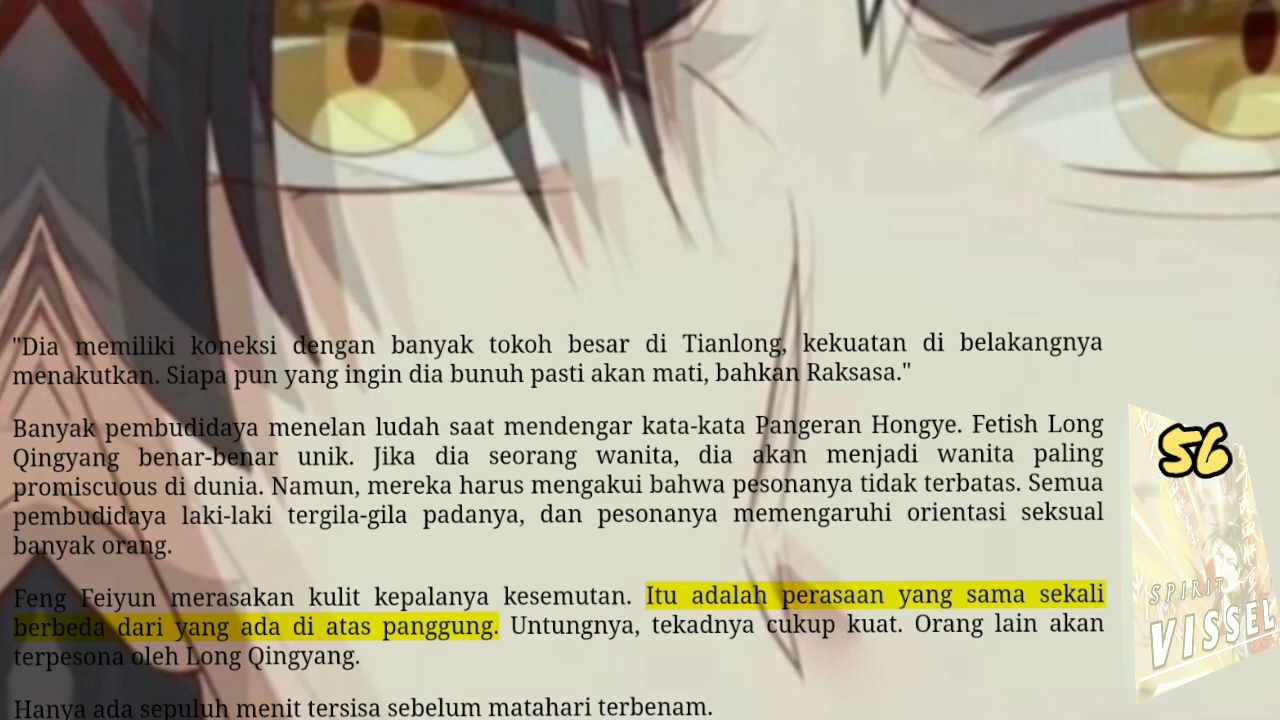 "Dia memiliki koneksi dengan banyak tokoh besar di Tianlong, kekuatan di belakangnya
menakutkan. Siapa pun yang ingin dia bunuh pasti akan mati, bahkan Raksasa."
Banyak pembudidaya menelan ludah saat mendengar kata-kata Pangeran Hongye. Fetish Long
Qingyang benar-benar unik. Jika dia seorang wanita, dia akan menjadi wanita paling
promiscuous di dunia. Namun, mereka harus mengakui bahwa pesonanya tidak terbatas. Semua
pembudidaya laki-laki tergila-gila padanya, dan pesonanya memengaruhi orientasi seksual
banyak orang.
Feng Feiyun merasakan kulit kepalanya kesemutan. Itu adalah perasaan yang sama sekali
berbeda dari yang ada di atas panggung. Untungnya, tekadnya cukup kuat. Orang lain akan
terpesona oleh Long Qingyang.
Hanya ada sepuluh menit tersisa sebelum matahari terbenam.
56
SPIRIT
VISSEL